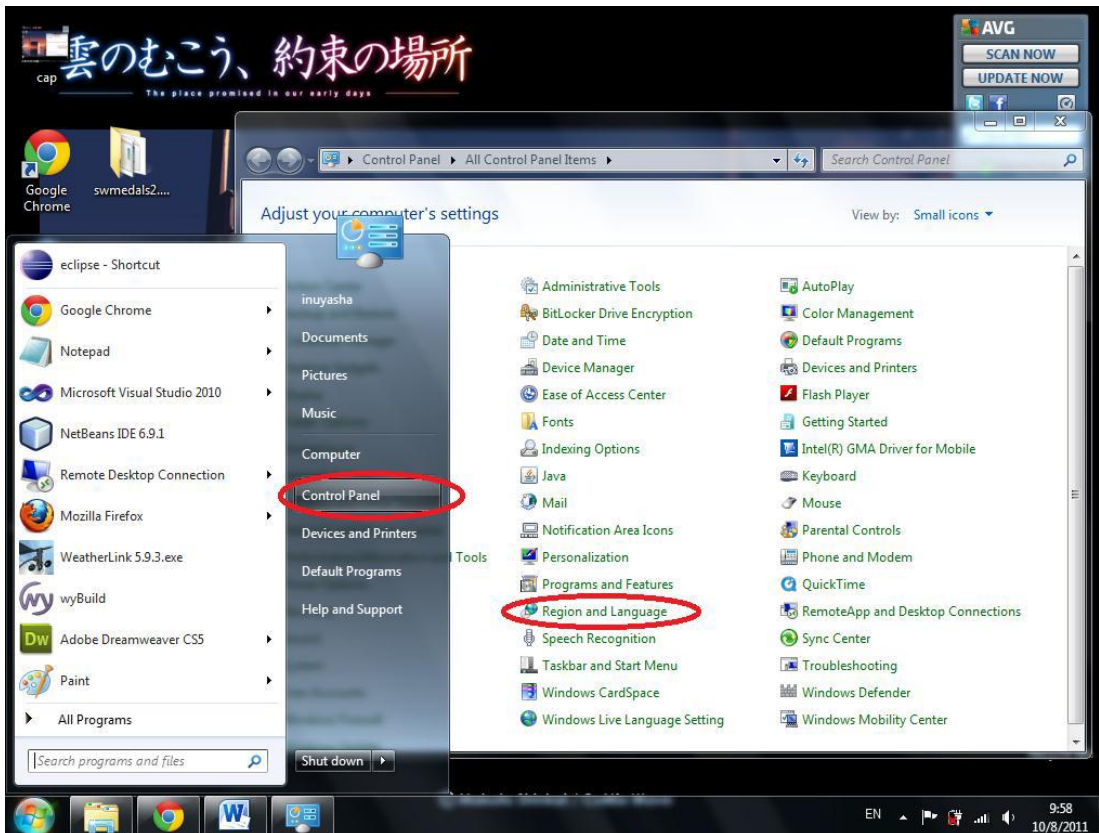 cap
雲のむこう、約束の場所
The place promised in our early days
AVG
SCAN NOW
UPDATE NOW
Google Chrome
swmedals2....
Control Panel ▸ All Control Panel Items ▸
Search Control Panel
Adjust your computer's settings
View by: Small icons
eclipse - Shortcut
Google Chrome
Notepad
Microsoft Visual Studio 2010
NetBeans IDE 6.9.1
Remote Desktop Connection
Mozilla Firefox
WeatherLink 5.9.3.exe
wyBuild
Adobe Dreamweaver CS5
Paint
All Programs
Search programs and files
inuyasha
Documents
Pictures
Music
Computer
Control Panel
Devices and Printers
Default Programs
Help and Support
Shut down
Tools
Administrative Tools
BitLocker Drive Encryption
Date and Time
Device Manager
Ease of Access Center
Fonts
Indexing Options
Java
Mail
Notification Area Icons
Personalization
Programs and Features
Region and Language
Speech Recognition
Taskbar and Start Menu
Windows CardSpace
Windows Live Language Setting
AutoPlay
Color Management
Default Programs
Devices and Printers
Flash Player
Getting Started
Intel(R) GMA Driver for Mobile
Keyboard
Mouse
Parental Controls
Phone and Modem
QuickTime
RemoteApp and Desktop Connections
Sync Center
Troubleshooting
Windows Defender
Windows Mobility Center
EN
9:58
10/8/2011